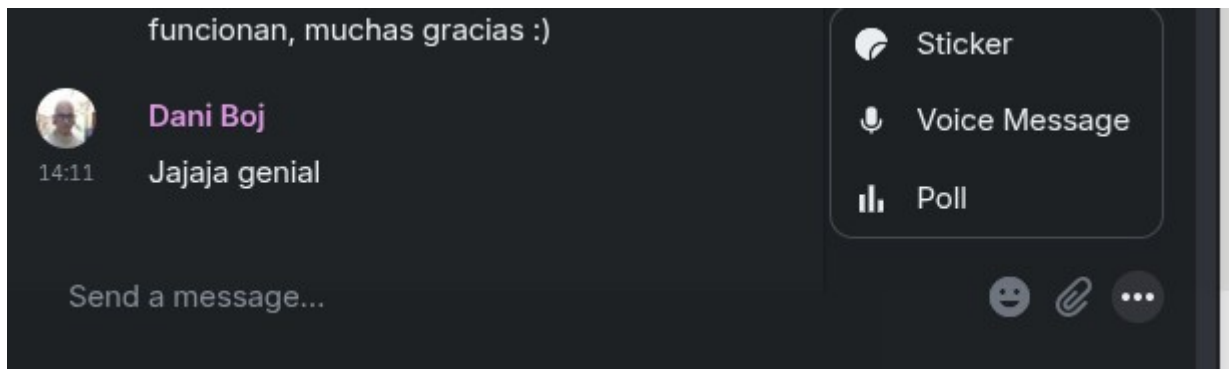 funcionan, muchas gracias :)
Dani Boj
14:11
Jajaja genial
Sticker
Voice Message
Poll
Send a message...